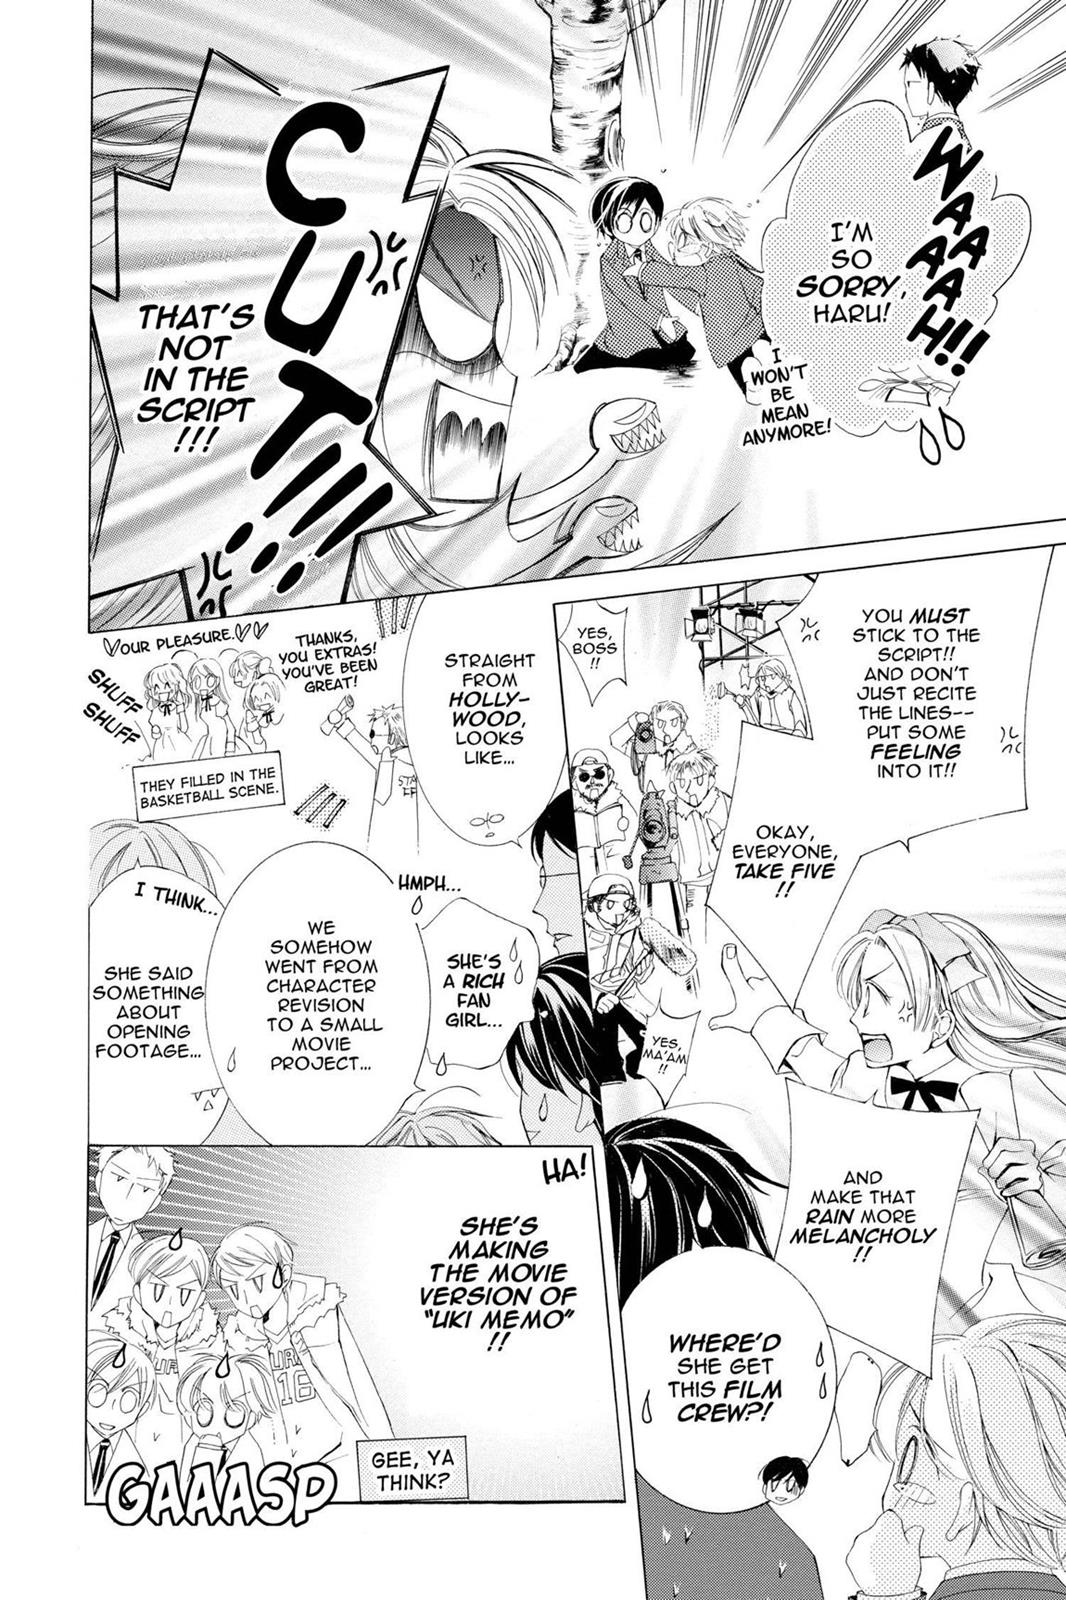 WAAAAAAH!!
I'M
SO
SORRY,
HARU!
I
WON'T
BE
MEAN
ANYMORE!
CUT!!!!
THAT'S
NOT
IN THE
SCRIPT
!!!
YOU MUST
STICK TO THE
SCRIPT!!
AND DON'T
JUST RECITE
THE LINES--
PUT SOME
FEELING
INTO IT!!
YES,
BOSS
!!
OKAY,
EVERYONE,
TAKE FIVE
!!
YES,
MA'AM
!!
AND
MAKE THAT
RAIN MORE
MELANCHOLY
!!
WHERE'D
SHE GET
THIS FILM
CREW?!
STRAIGHT
FROM
HOLLY-
WOOD,
LOOKS
LIKE...
THANKS,
YOU EXTRAS!
YOU'VE BEEN
GREAT!
OUR PLEASURE.
SHUFF
SHUFF
THEY FILLED IN THE
BASKETBALL SCENE.
HMPH...
SHE'S
A RICH
FAN
GIRL...
WE
SOMEHOW
WENT FROM
CHARACTER
REVISION
TO A SMALL
MOVIE
PROJECT...
I THINK...
SHE SAID
SOMETHING
ABOUT
OPENING
FOOTAGE...
HA!
SHE'S
MAKING
THE MOVIE
VERSION OF
"UKI MEMO"
!!
GEE, YA
THINK?
GAAASP
16